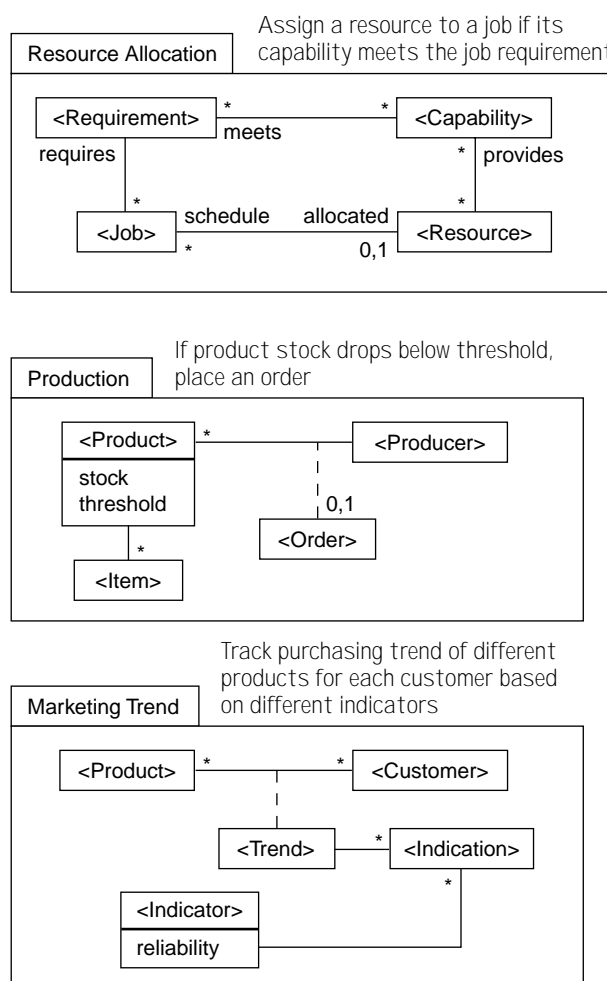 Assign a resource to a job if its
capability meets the job requirement
Resource Allocation
<Requirement> * * <Capability>
meets
requires * provides
* *
schedule allocated
<Job> <Resource>
* 0,1
If product stock drops below threshold,
place an order
Production
<Product> * <Producer>
stock
threshold
0,1
<Order>
*
<Item>
Track purchasing trend of different
products for each customer based
on different indicators
Marketing Trend
<Product> * * <Customer>
<Trend> * <Indication>
*
<Indicator>
reliability